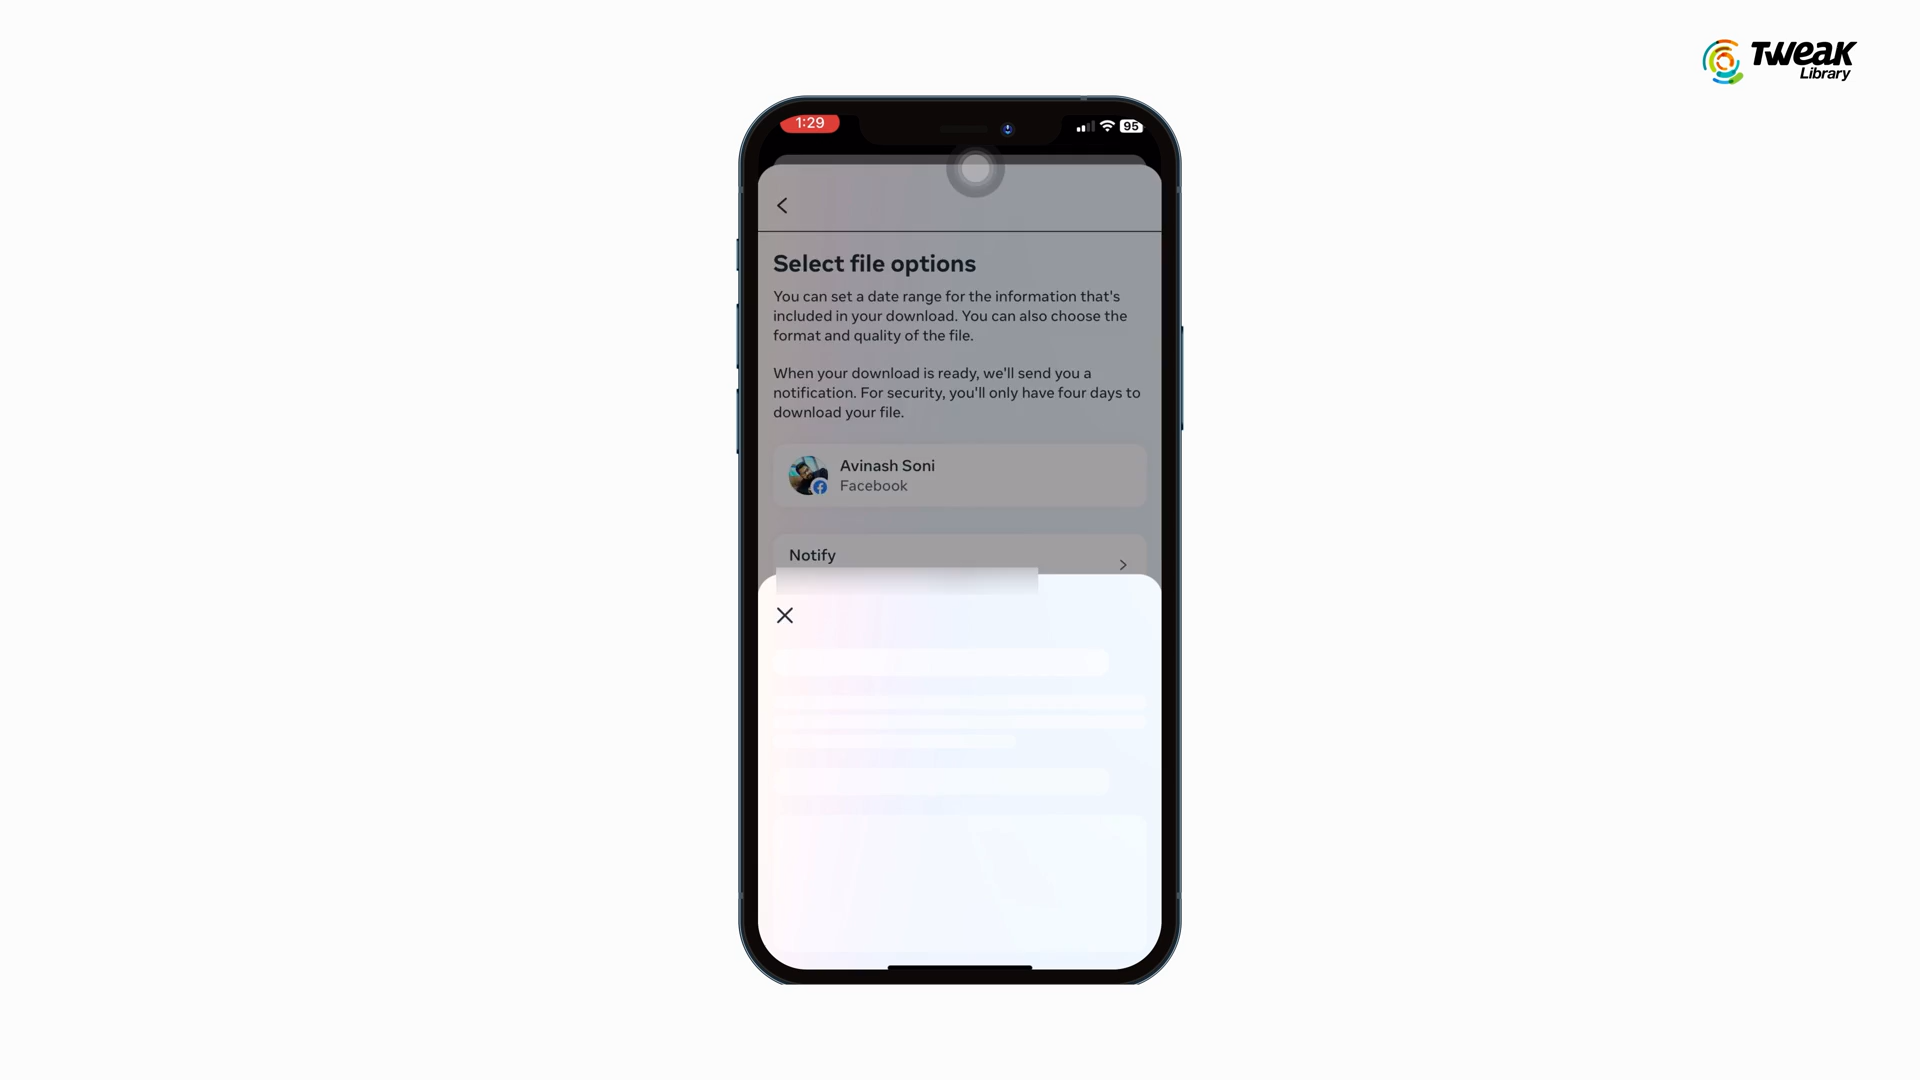 Tweak
Library
1:29
95
Select file options
You can set a date range for the information that's
included in your download. You can also choose the
format and quality of the file.
When your download is ready, we'll send you a
notification. For security, you'll only have four days to
download your file.
Avinash Soni
Facebook
Notify